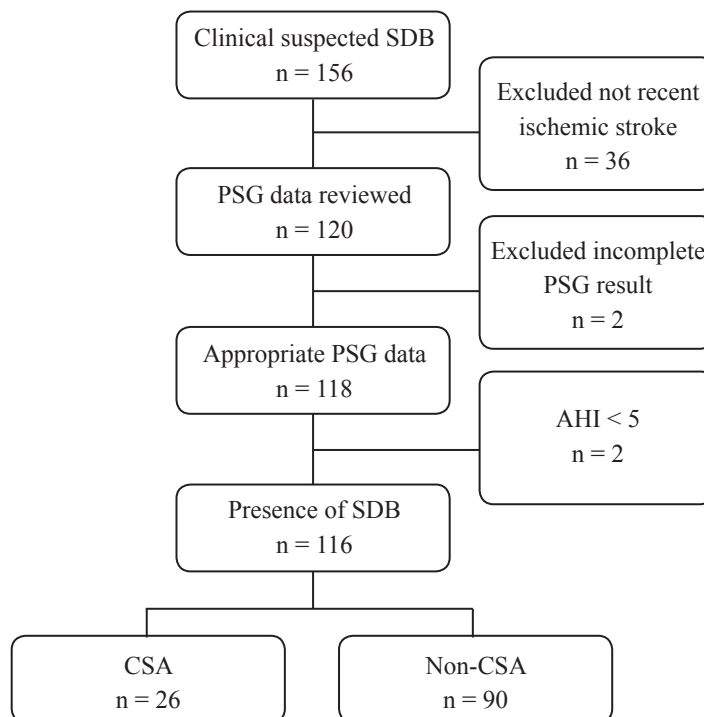 Clinical suspected SDB
n = 156
Excluded not recent
ischemic stroke
n = 36
PSG data reviewed
n = 120
Excluded incomplete
PSG result
n = 2
Appropriate PSG data
n = 118
AHI < 5
n = 2
Presence of SDB
n = 116
CSA
n = 26
Non-CSA
n = 90